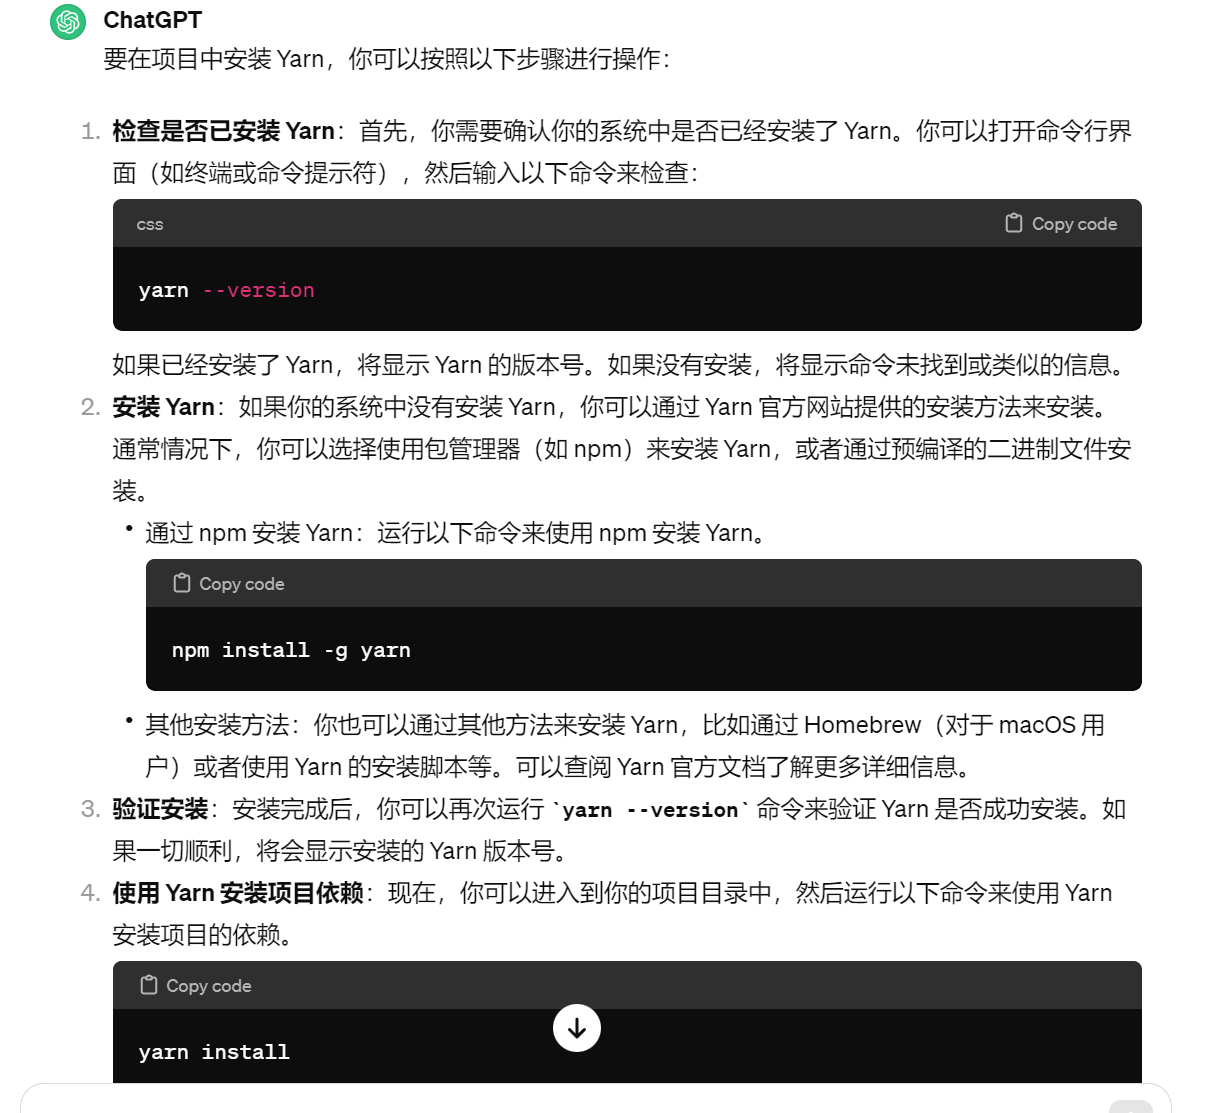 ChatGPT
要在项目中安装 Yarn，你可以按照以下步骤进行操作：
1. 检查是否已安装 Yarn：首先，你需要确认你的系统中是否已经安装了 Yarn。你可以打开命令行界
面（如终端或命令提示符），然后输入以下命令来检查：
css Copy code
yarn --version
如果已经安装了 Yarn，将显示 Yarn 的版本号。如果没有安装，将显示命令未找到或类似的信息。
2. 安装 Yarn：如果你的系统中没有安装 Yarn，你可以通过 Yarn 官方网站提供的安装方法来安装。
通常情况下，你可以选择使用包管理器（如 npm）来安装 Yarn，或者通过预编译的二进制文件安
装。
• 通过 npm 安装 Yarn：运行以下命令来使用 npm 安装 Yarn。
Copy code
npm install -g yarn
• 其他安装方法：你也可以通过其他方法来安装 Yarn，比如通过 Homebrew（对于 macOS 用
户）或者使用 Yarn 的安装脚本等。可以查阅 Yarn 官方文档了解更多详细信息。
3. 验证安装：安装完成后，你可以再次运行 `yarn --version` 命令来验证 Yarn 是否成功安装。如
果一切顺利，将会显示安装的 Yarn 版本号。
4. 使用 Yarn 安装项目依赖：现在，你可以进入到你的项目目录中，然后运行以下命令来使用 Yarn
安装项目的依赖。
Copy code
yarn install